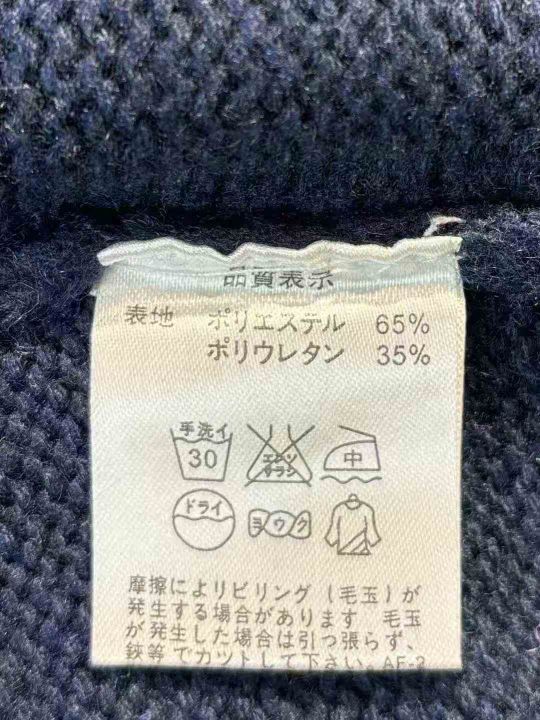 品質表示
表地 ポリエステル 65%
ポリウレタン 35%
手洗イ
30
エンソ
サラシ
中
ドライ
ヨワク
摩擦によりピリング(毛玉)が
発生する場合があります 毛玉
が発生した場合は引っ張らず、
鋏等でカットして下さい。AF-2